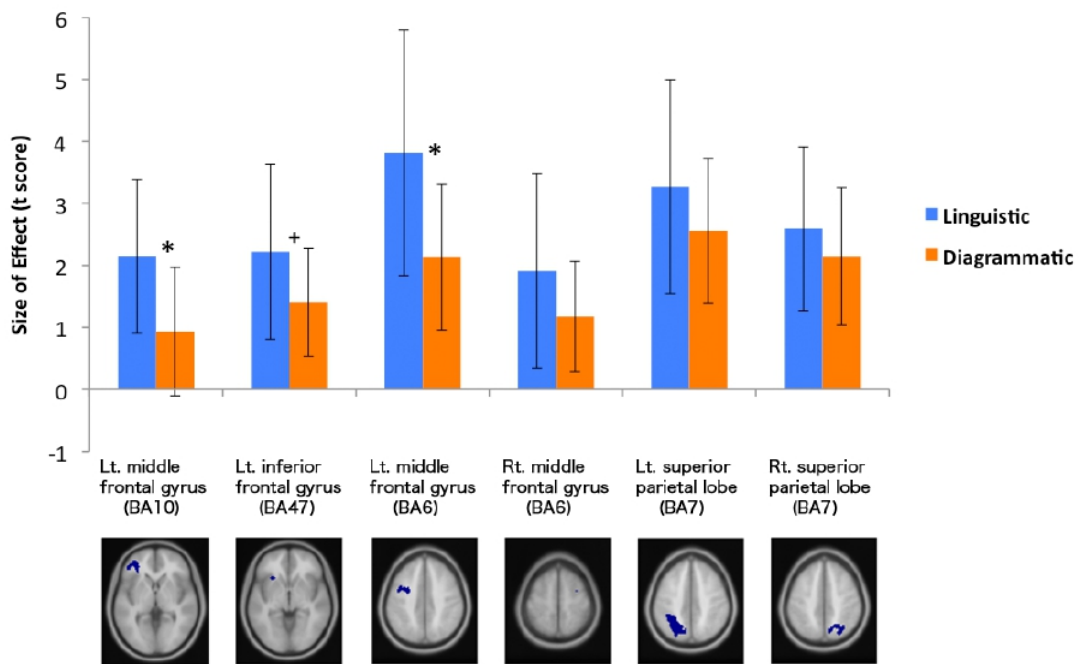 Size of Effect (t score)
6
5
4
3
2
1
0
-1
*
+
*
Linguistic
Diagrammatic
Lt. middle
frontal gyrus
(BA10)
Lt. inferior
frontal gyrus
(BA47)
Lt. middle
frontal gyrus
(BA6)
Rt. middle
frontal gyrus
(BA6)
Lt. superior
parietal lobe
(BA7)
Rt. superior
parietal lobe
(BA7)